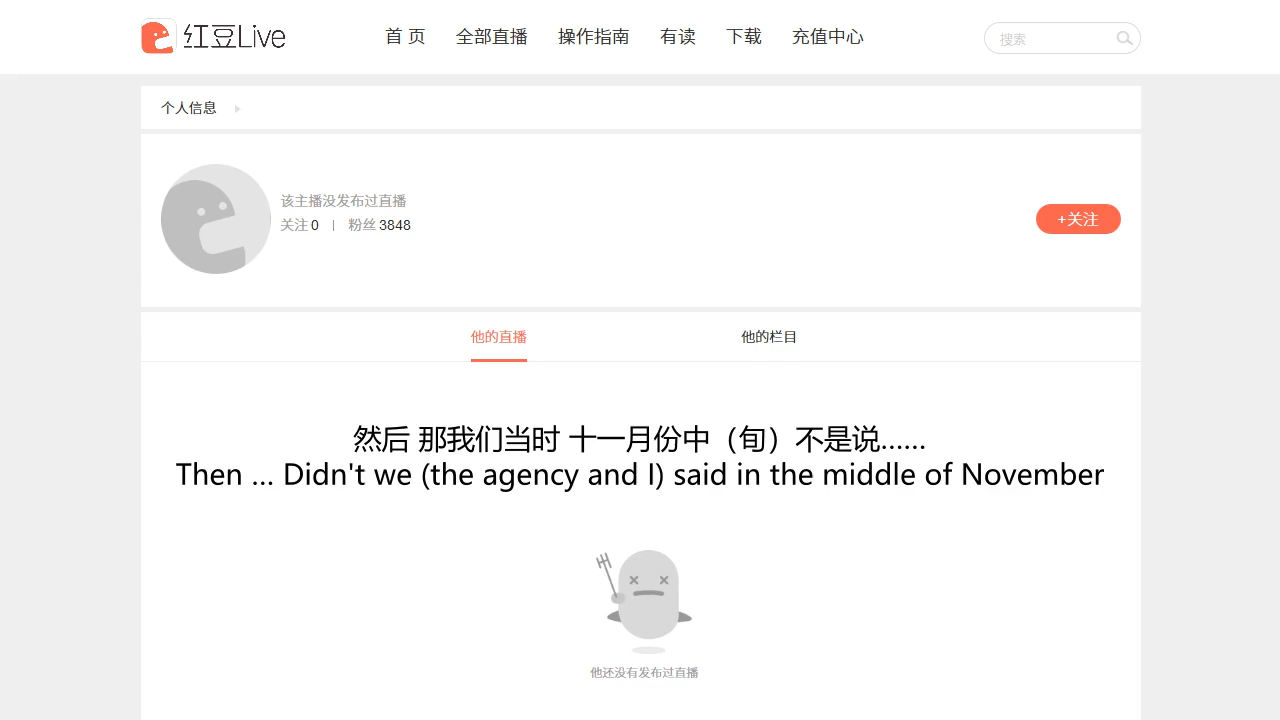 红豆Live
首 页 全部直播 操作指南 有读 下载 充值中心 搜索
个人信息
该主播没发布过直播
关注 0 | 粉丝 3848
+关注
他的直播 他的栏目
然后 那我们当时 十一月份中（旬）不是说......
Then ... Didn't we (the agency and I) said in the middle of November
他还没有发布过直播